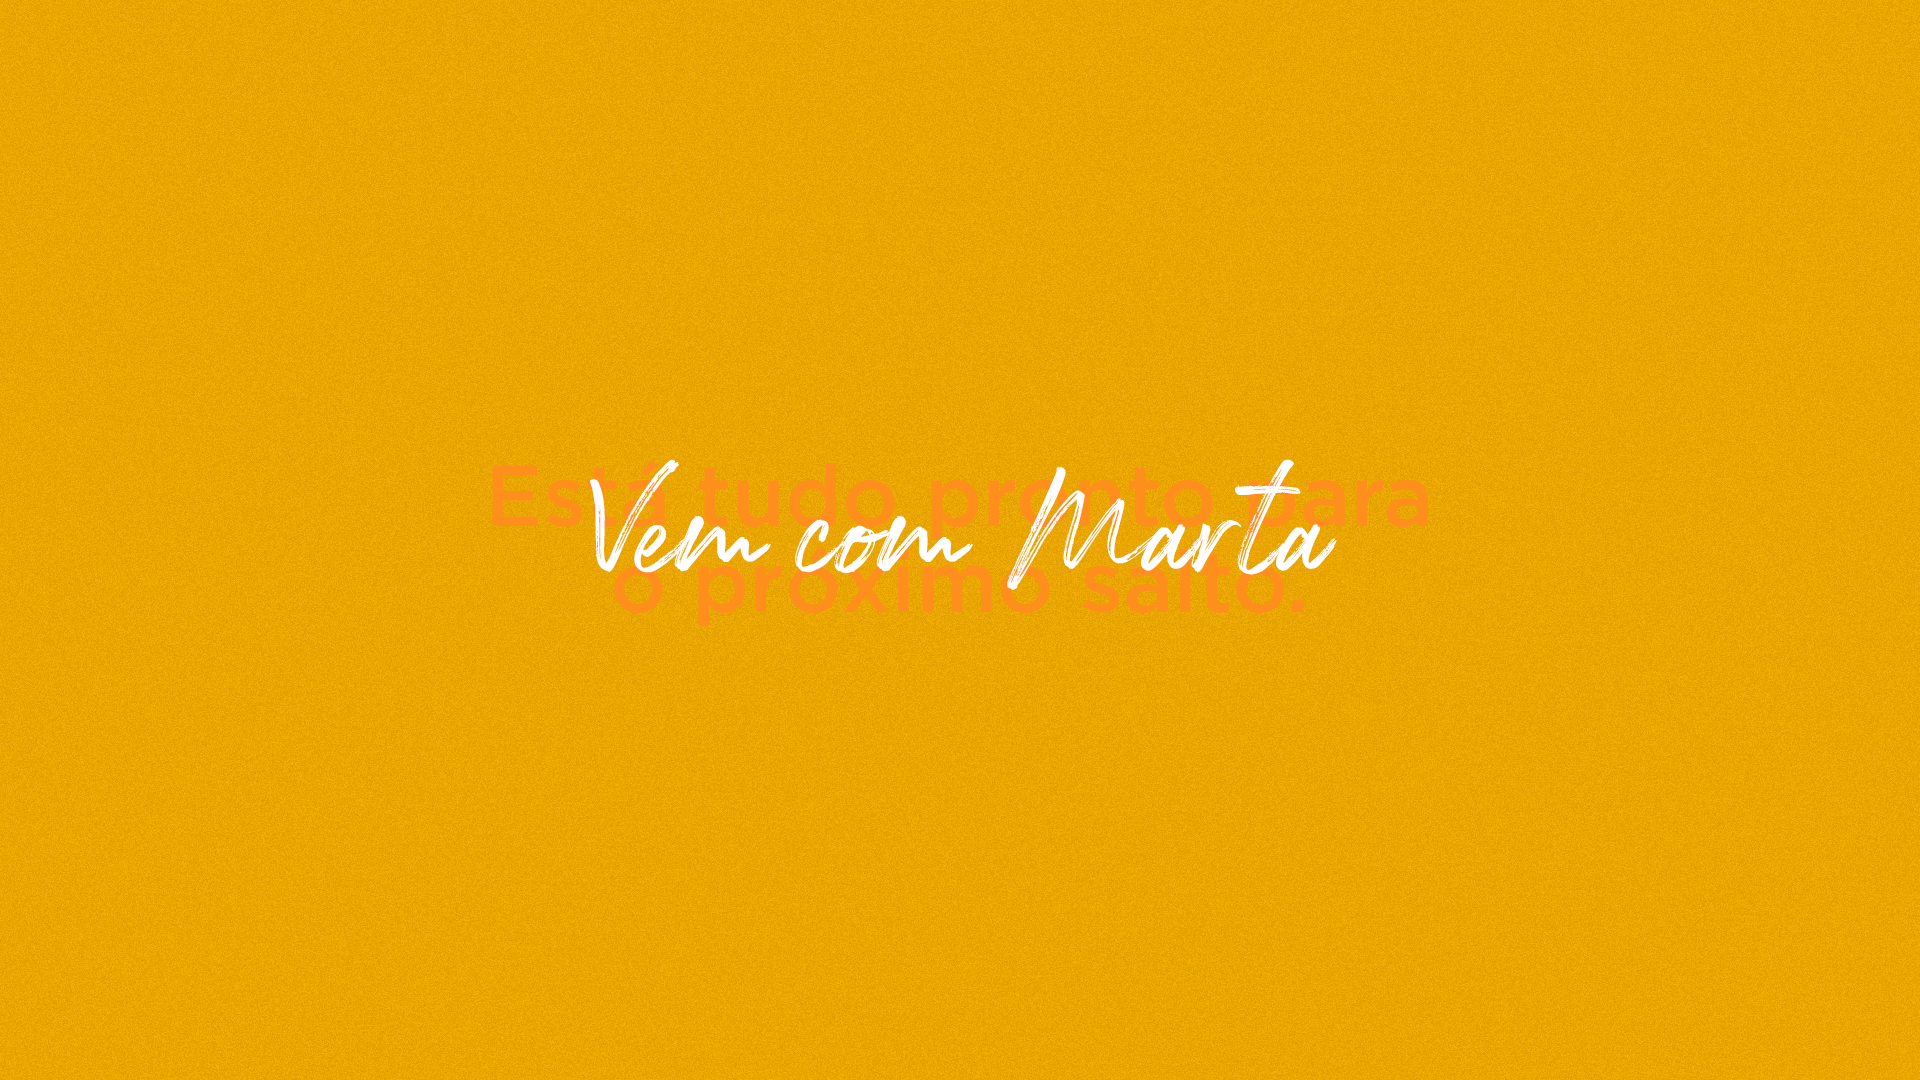 Está tudo pronto para
Vem com Marta
o próximo salto.